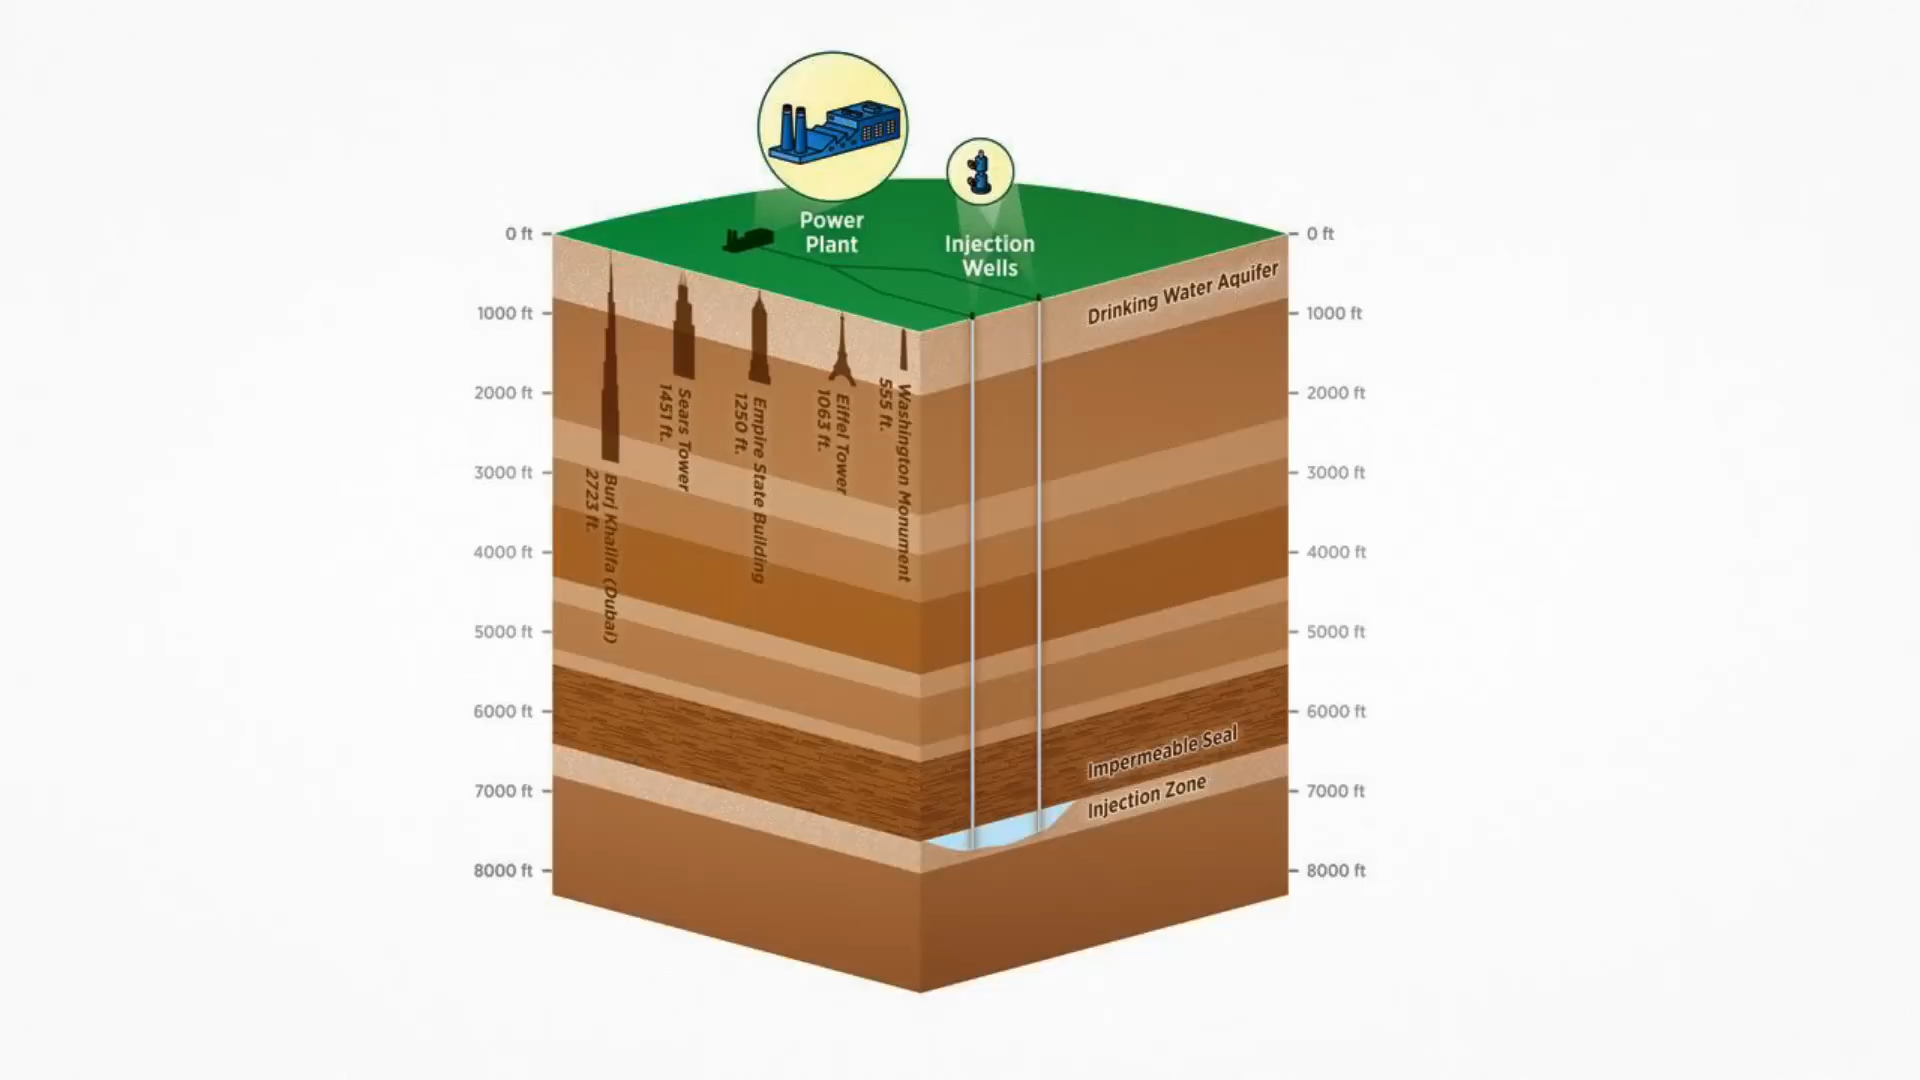 Power
Plant
Injection
Wells
0 ft
1000 ft
2000 ft
3000 ft
4000 ft
5000 ft
6000 ft
7000 ft
8000 ft
Burj Khalifa (Dubai)
2723 ft.
Sears Tower
1451 ft.
Empire State Building
1250 ft.
Eiffel Tower
1063 ft.
Washington Monument
555 ft.
Drinking Water Aquifer
Impermeable Seal
Injection Zone
0 ft
1000 ft
2000 ft
3000 ft
4000 ft
5000 ft
6000 ft
7000 ft
8000 ft